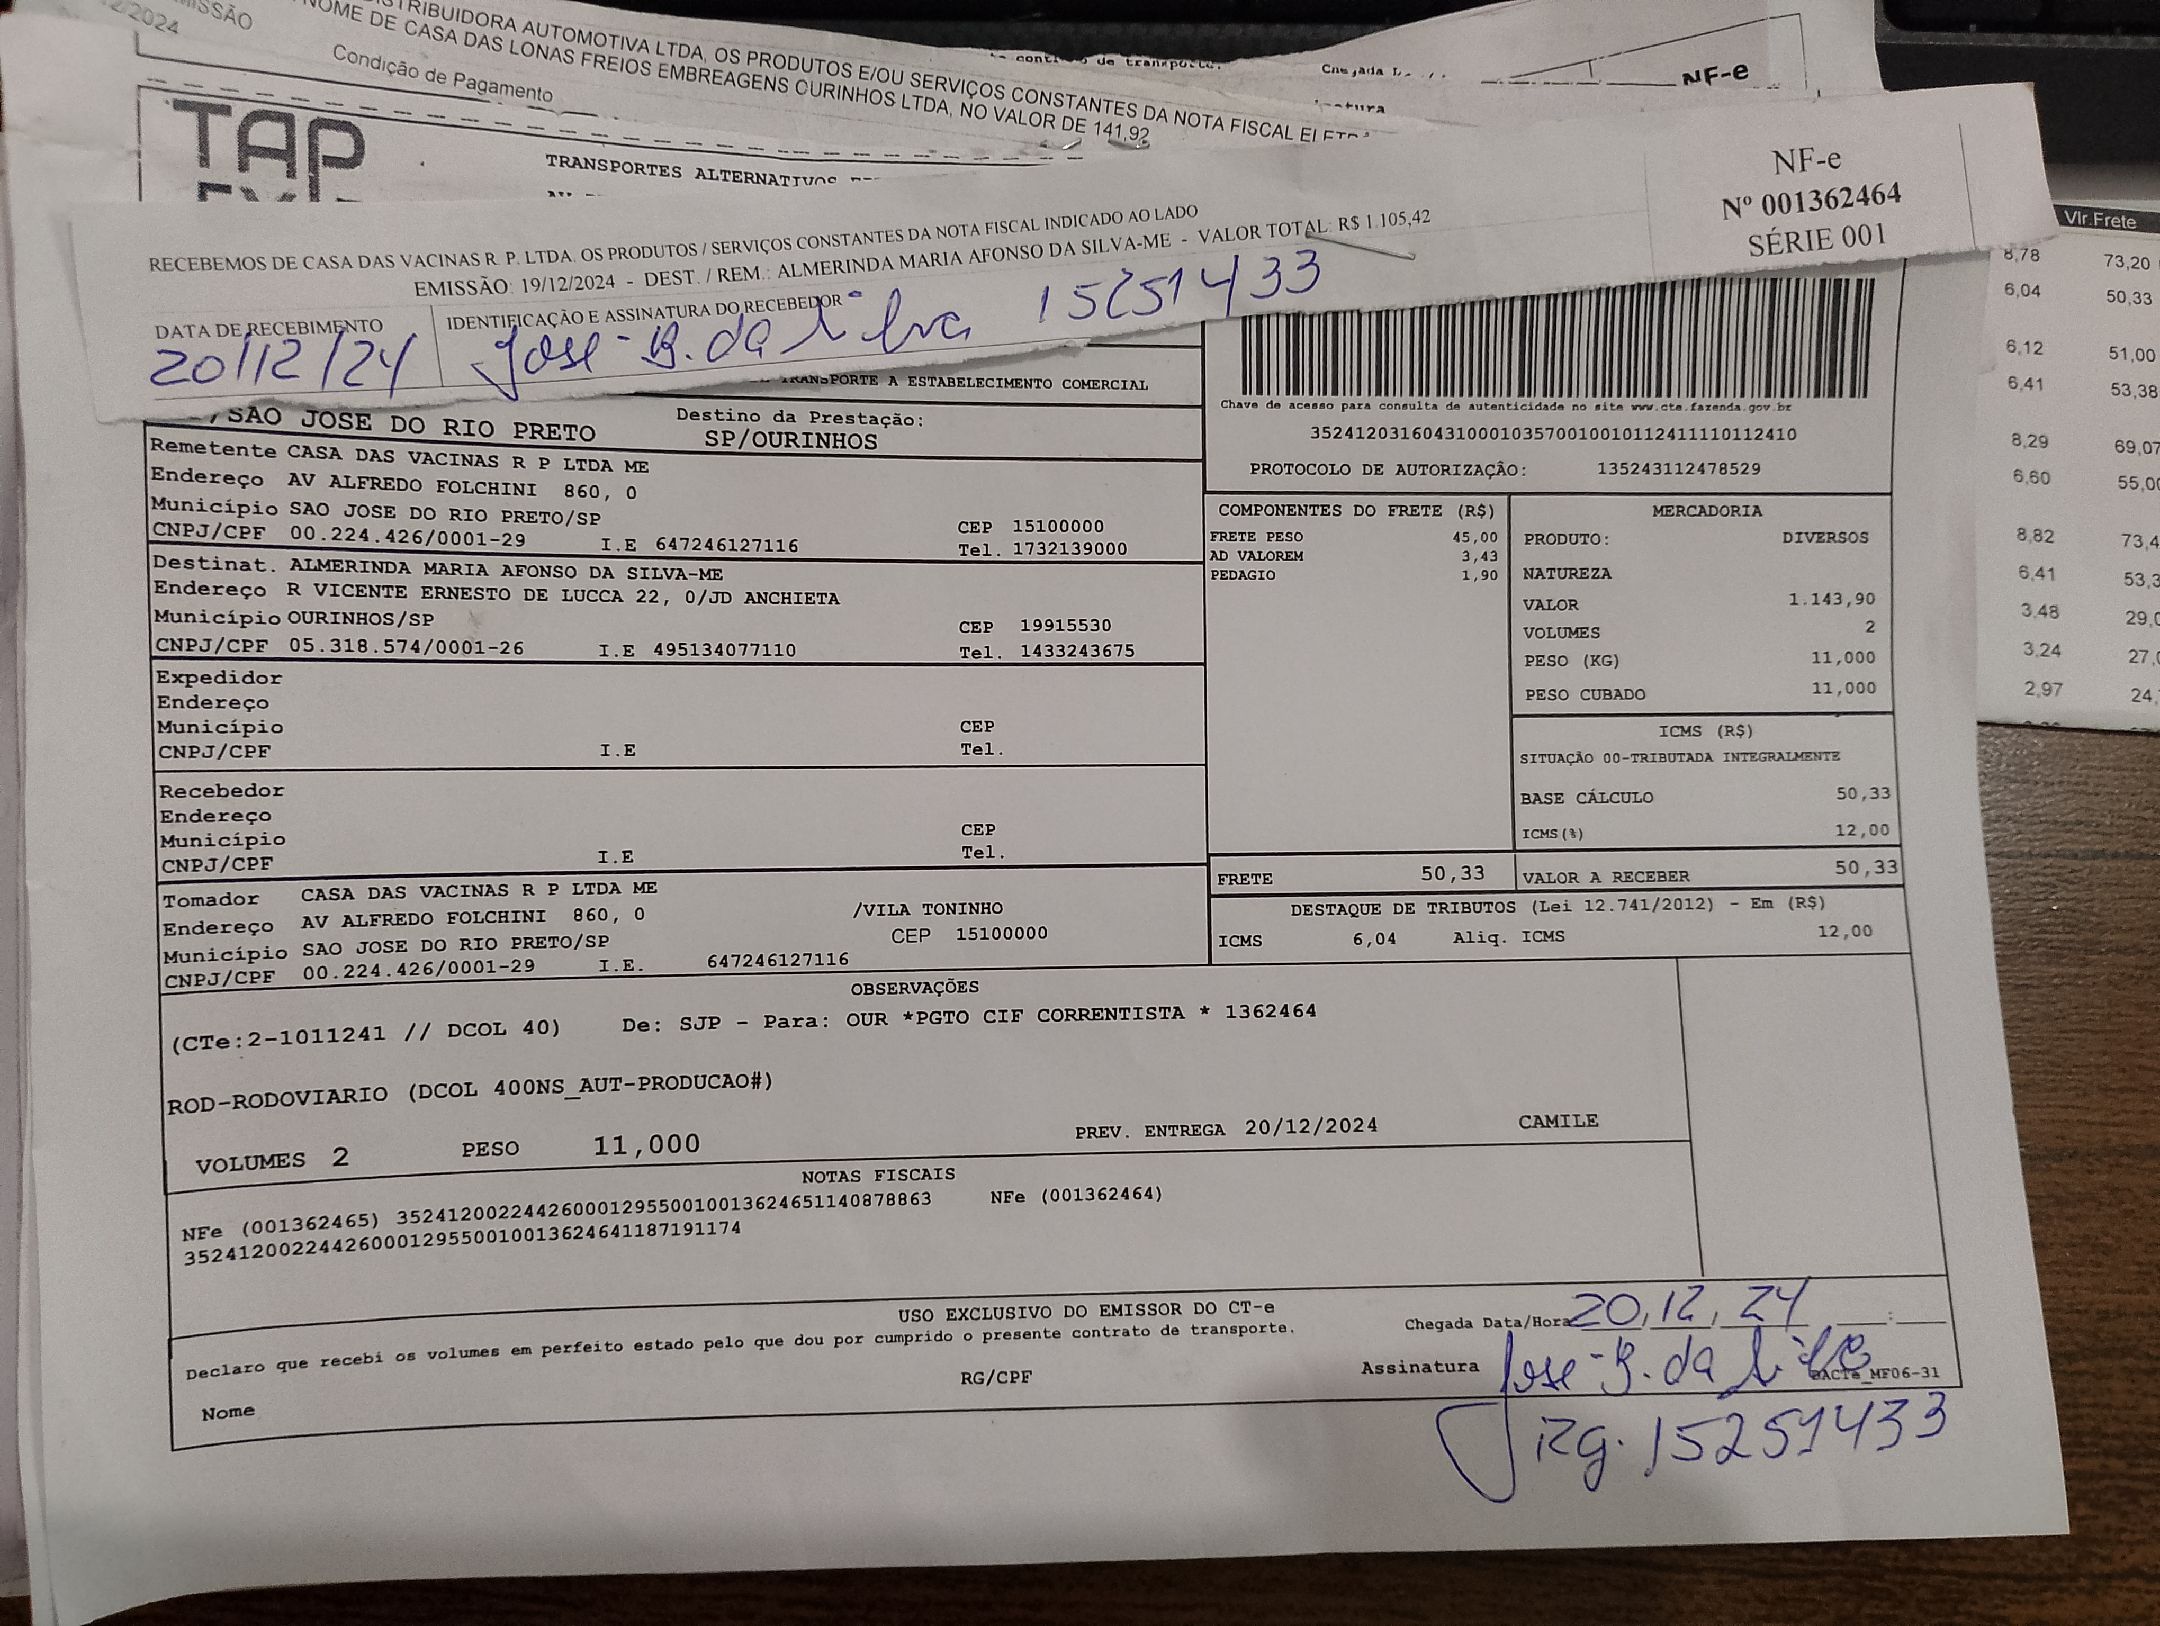 ISSÃO
TRIBUIDORA AUTOMOTIVA LTDA, OS PRODUTOS E/OU SERVIÇOS CONSTANTES DA NOTA FISCAL
/2024 NOME DE CASA DAS LONAS FREIOS EMBREAGENS OURINHOS LTDA, NO VALOR DE 141,92
Condição de Pagamento
de transporte.
NF-e
TAP
TRANSPORTES ALTERNATIVOS
NF-e
Nº 001362464
SÉRIE 001
RECEBEMOS DE CASA DAS VACINAS R. P. LTDA. OS PRODUTOS / SERVIÇOS CONSTANTES DA NOTA FISCAL INDICADO AO LADO
EMISSÃO: 19/12/2024 - DEST. / REM.: ALMERINDA MARIA AFONSO DA SILVA-ME - VALOR TOTAL: R$ 1.105,42
DATA DE RECEBIMENTO IDENTIFICAÇÃO E ASSINATURA DO RECEBEDOR
20/12/24 Jose B. da Silva 15251433
TRANSPORTE A ESTABELECIMENTO COMERCIAL
/SAO JOSE DO RIO PRETO
Destino da Prestação:
SP/OURINHOS
Chave de acesso para consulta de autenticidade no site www.cte.fazenda.gov.br
35241203160431000103570010010112411110112410
PROTOCOLO DE AUTORIZAÇÃO: 135243112478529
Remetente CASA DAS VACINAS R P LTDA ME
Endereço AV ALFREDO FOLCHINI 860, 0
Município SAO JOSE DO RIO PRETO/SP CEP 15100000
CNPJ/CPF 00.224.426/0001-29 I.E 647246127116 Tel. 1732139000
Destinat. ALMERINDA MARIA AFONSO DA SILVA-ME
Endereço R VICENTE ERNESTO DE LUCCA 22, 0/JD ANCHIETA
Município OURINHOS/SP CEP 19915530
CNPJ/CPF 05.318.574/0001-26 I.E 495134077110 Tel. 1433243675
Expedidor
Endereço
Município CEP
CNPJ/CPF I.E Tel.
Recebedor
Endereço
Município CEP
CNPJ/CPF I.E Tel.
Tomador CASA DAS VACINAS R P LTDA ME
Endereço AV ALFREDO FOLCHINI 860, 0 /VILA TONINHO
Município SAO JOSE DO RIO PRETO/SP CEP 15100000
CNPJ/CPF 00.224.426/0001-29 I.E. 647246127116
COMPONENTES DO FRETE (R$)
FRETE PESO 45,00
AD VALOREM 3,43
PEDAGIO 1,90
MERCADORIA
PRODUTO: DIVERSOS
NATUREZA
VALOR 1.143,90
VOLUMES 2
PESO (KG) 11,000
PESO CUBADO 11,000
ICMS (R$)
SITUAÇÃO 00-TRIBUTADA INTEGRALMENTE
BASE CÁLCULO 50,33
ICMS(%) 12,00
FRETE 50,33 VALOR A RECEBER 50,33
DESTAQUE DE TRIBUTOS (Lei 12.741/2012) - Em (R$)
ICMS 6,04 Aliq. ICMS 12,00
OBSERVAÇÕES
(CTe:2-1011241 // DCOL 40) De: SJP - Para: OUR *PGTO CIF CORRENTISTA * 1362464
ROD-RODOVIARIO (DCOL 400NS_AUT-PRODUCAO#)
VOLUMES 2 PESO 11,000 PREV. ENTREGA 20/12/2024 CAMILE
NOTAS FISCAIS
NFe (001362465) 35241200224426000129550010013624651140878863 NFe (001362464)
35241200224426000129550010013624641187191174
USO EXCLUSIVO DO EMISSOR DO CT-e
Declaro que recebi os volumes em perfeito estado pelo que dou por cumprido o presente contrato de transporte.
Chegada Data/Hora 20,12,24 :
Nome RG/CPF Assinatura Jose B. da Silva
DACTe_MF06-31
Rg. 15251433
Vlr.Frete
8,78 73,20
6,04 50,33
6,12 51,00
6,41 53,38
8,29 69,07
6,60 55,00
8,82 73,4
6,41 53,3
3,48 29,0
3,24 27,
2,97 24,